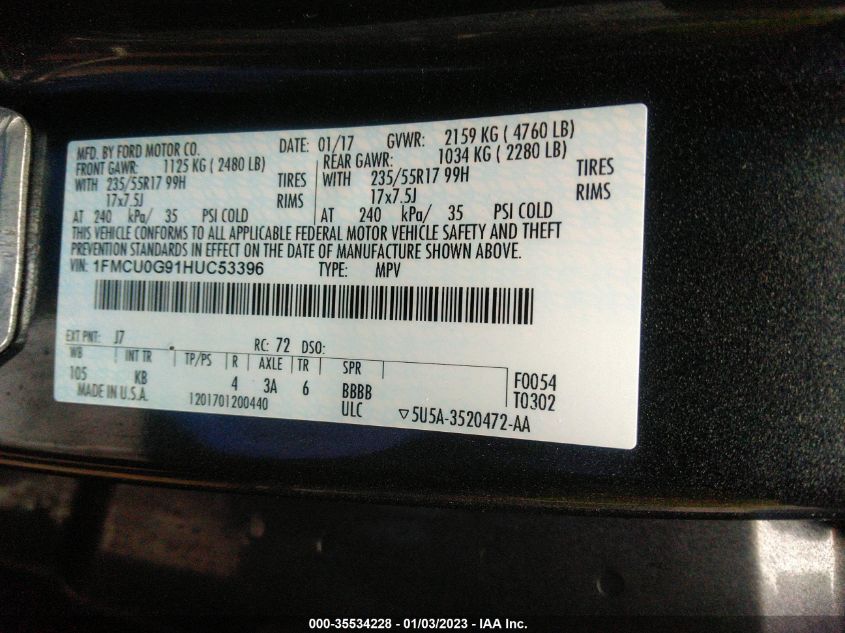 MFD. BY FORD MOTOR CO. DATE: 01/17 GVWR: 2159 KG ( 4760 LB)
FRONT GAWR: 1125 KG ( 2480 LB) REAR GAWR: 1034 KG ( 2280 LB)
WITH 235/55R17 99H TIRES WITH 235/55R17 99H TIRES
17x7.5J RIMS 17x7.5J RIMS
AT 240 kPa/ 35 PSI COLD AT 240 kPa/ 35 PSI COLD
THIS VEHICLE CONFORMS TO ALL APPLICABLE FEDERAL MOTOR VEHICLE SAFETY AND THEFT
PREVENTION STANDARDS IN EFFECT ON THE DATE OF MANUFACTURE SHOWN ABOVE.
VIN: 1FMCU0G91HUC53396 TYPE: MPV
EXT PNT: J7 RC: 72 DSO:
WB INT TR TP/PS R AXLE TR SPR
105 KB 4 3A 6 BBBB F0054
MADE IN U.S.A. 1201701200440 ULC T0302
▽5U5A-3520472-AA
000-35534228 - 01/03/2023 - IAA Inc.